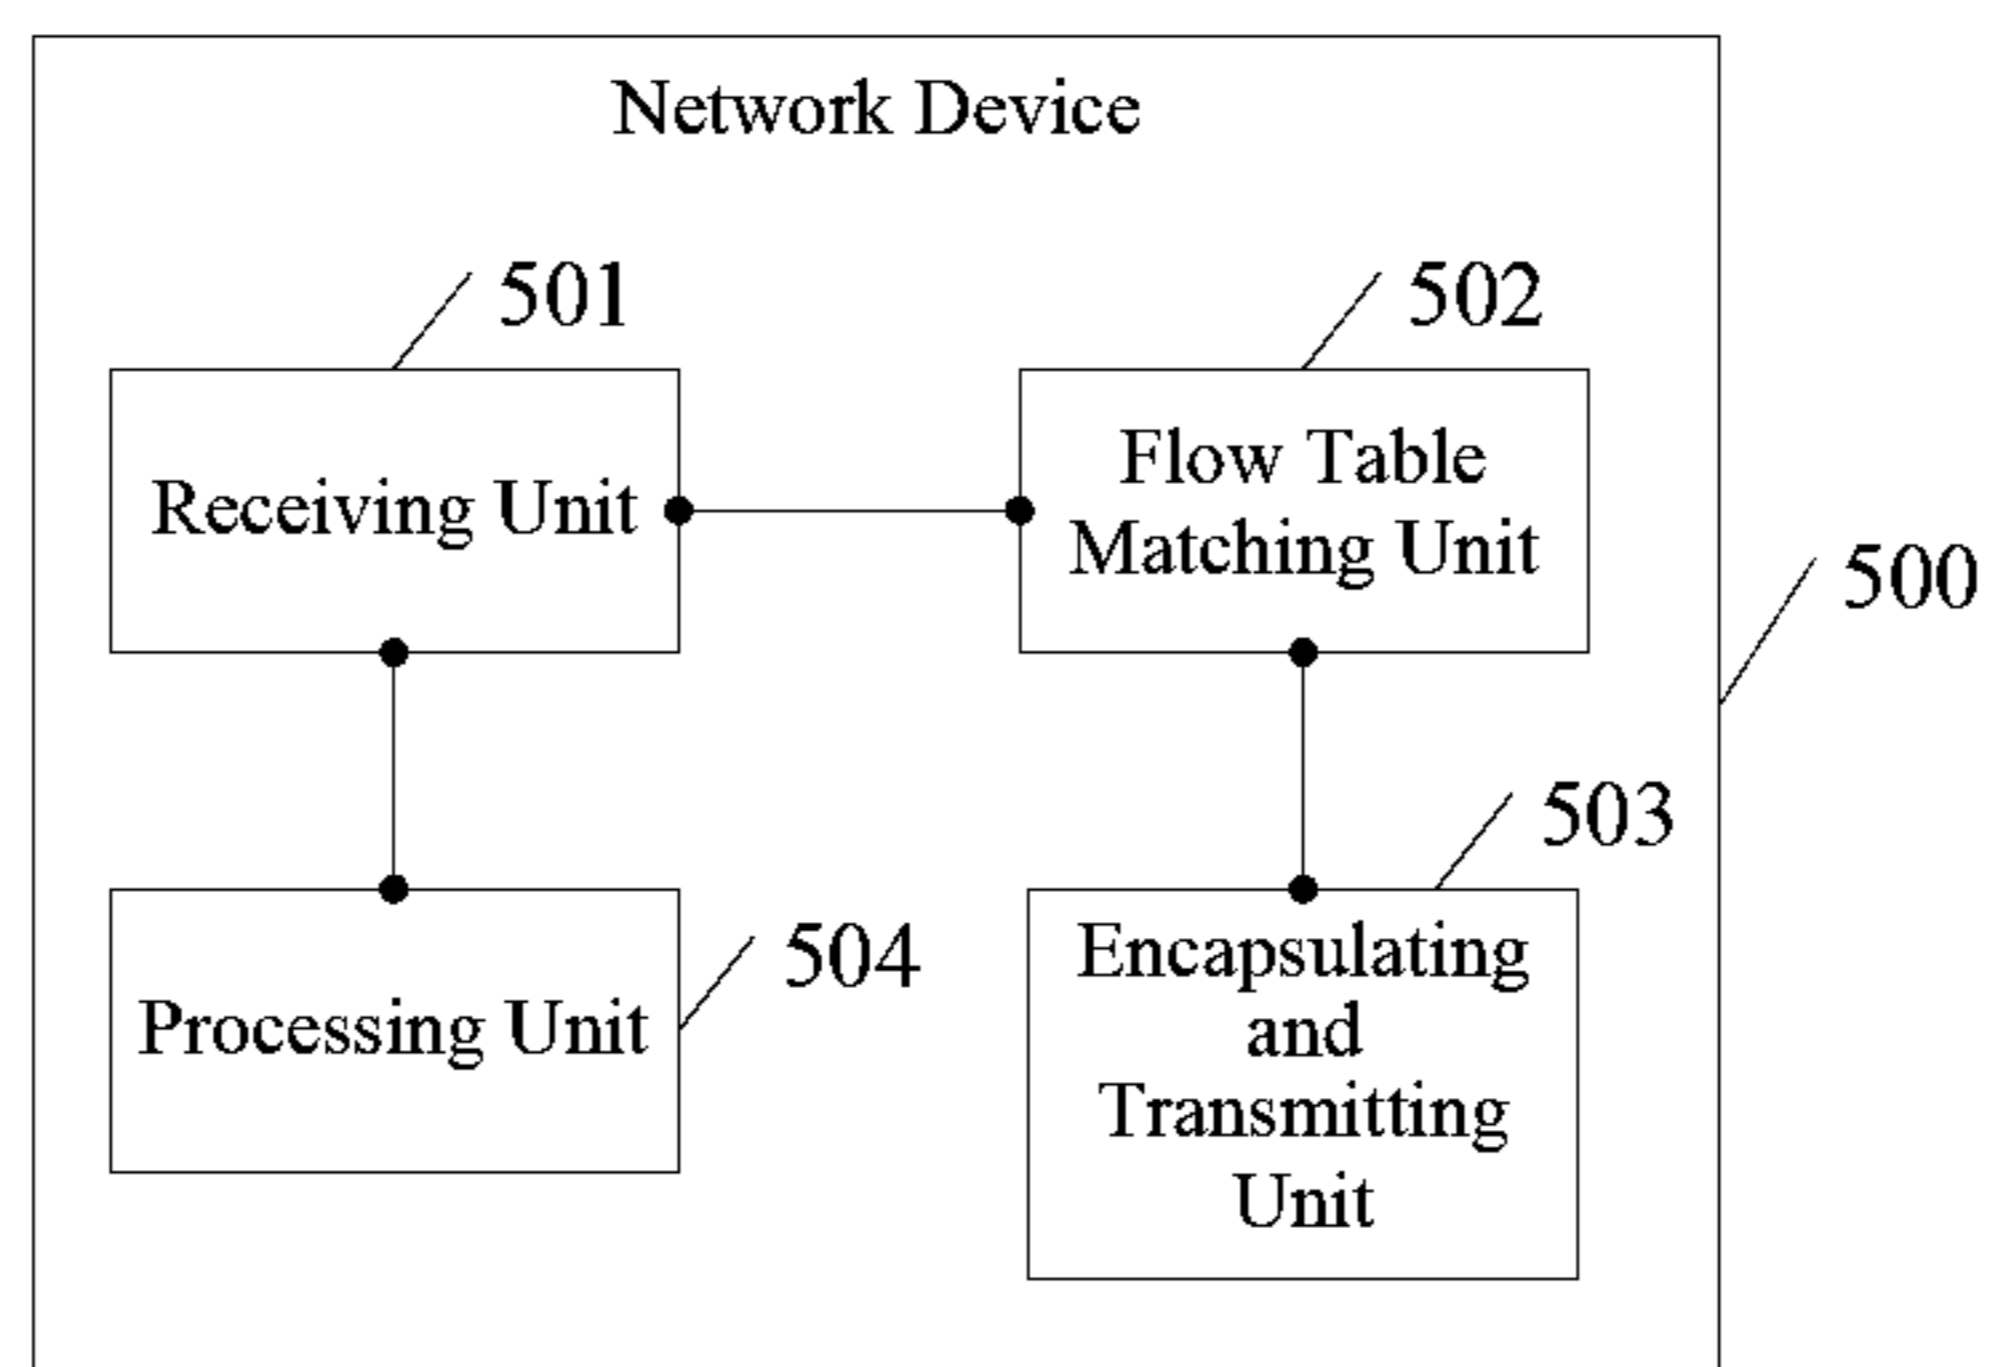 Network Device
501
502
Receiving Unit
Flow Table
Matching Unit
500
503
504
Processing Unit
Encapsulating
and
Transmitting
Unit